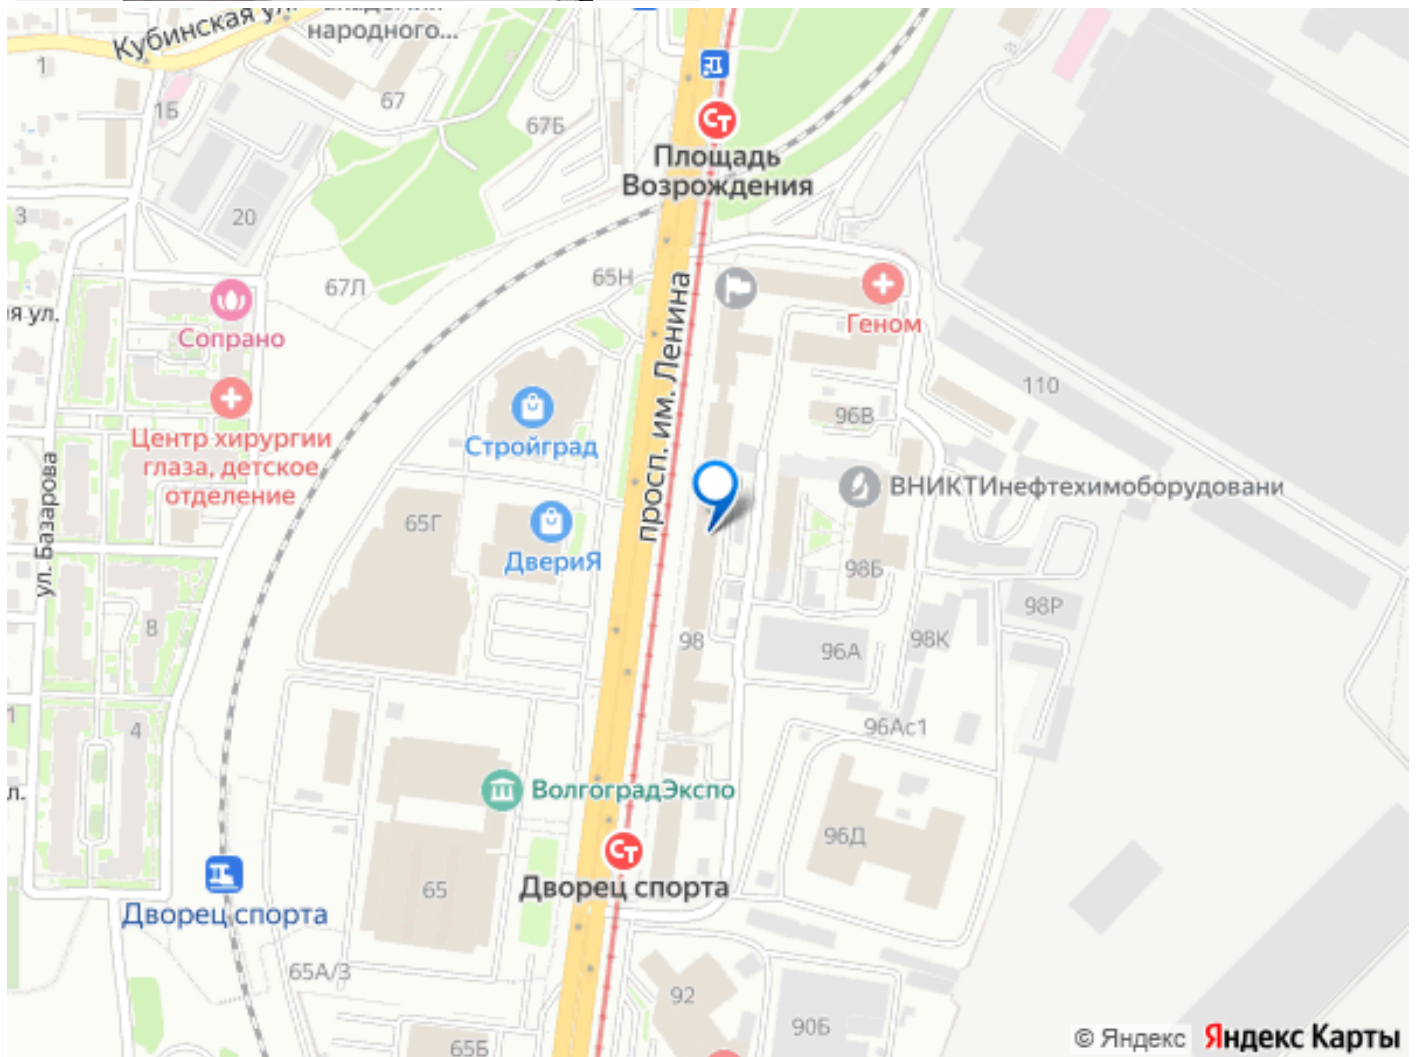 Кубинская ул.
народного...
1
1Б
67
67Б
Площадь
Возрождения
3
20
67Л
65Н
я ул.
Сопрано
Геном
просп. им. Ленина
110
Стройград
96В
Центр хирургии
глаза, детское
отделение
ул. Базарова
ВНИКТИнефтехимоборудовани
65Г
ДвериЯ
98Б
98Р
8
98
96А
98К
1
4
96Ас1
л.
ВолгоградЭкспо
96Д
65
Дворец спорта
Дворец спорта
65А/3
92
90Б
65Б
© Яндекс Яндекс Карты